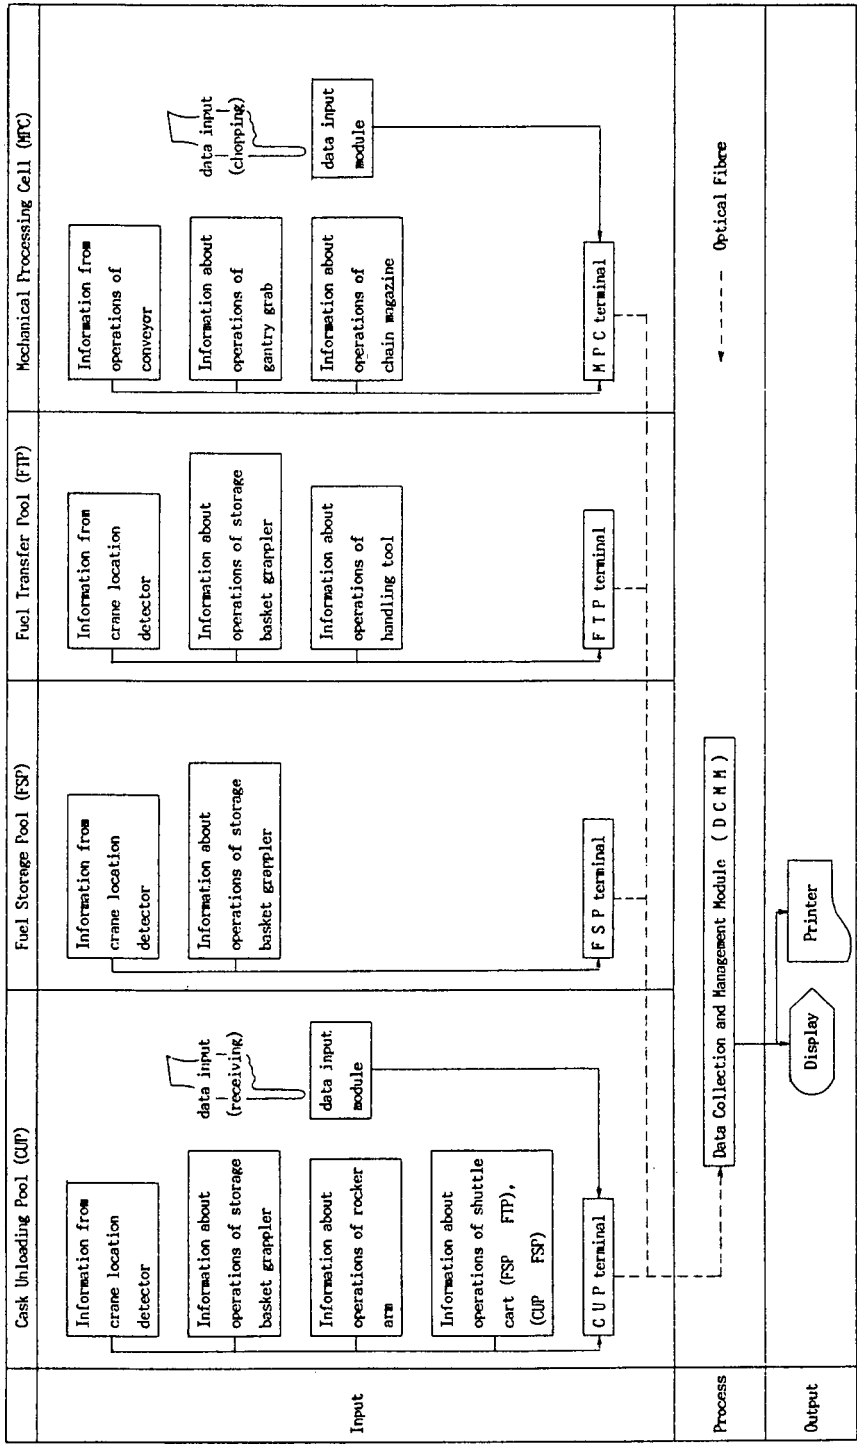 Cask Unloading Pool (CUP)
Fuel Storage Pool (FSP)
Fuel Transfer Pool (FTP)
Mechanical Processing Cell (MPC)
Input
Information from
crane location
detector
Information about
operations of storage
basket grappler
Information about
operations of rocker
arm
Information about
operations of shuttle
cart (FSP FTP),
(CUP FSP)
data input
(receiving)
data input
module
CUP terminal
Information from
crane location
detector
Information about
operations of storage
basket grappler
FSP terminal
Information from
crane location
detector
Information about
operations of storage
basket grappler
Information about
operations of
handling tool
FTP terminal
Information from
operations of
conveyor
Information about
operations of
gantry grab
Information about
operations of
chain magazine
data input
(chopping)
data input
module
MPC terminal
Process
Data Collection and Management Module (DCMM)
Optical Fibre
Output
Display
Printer